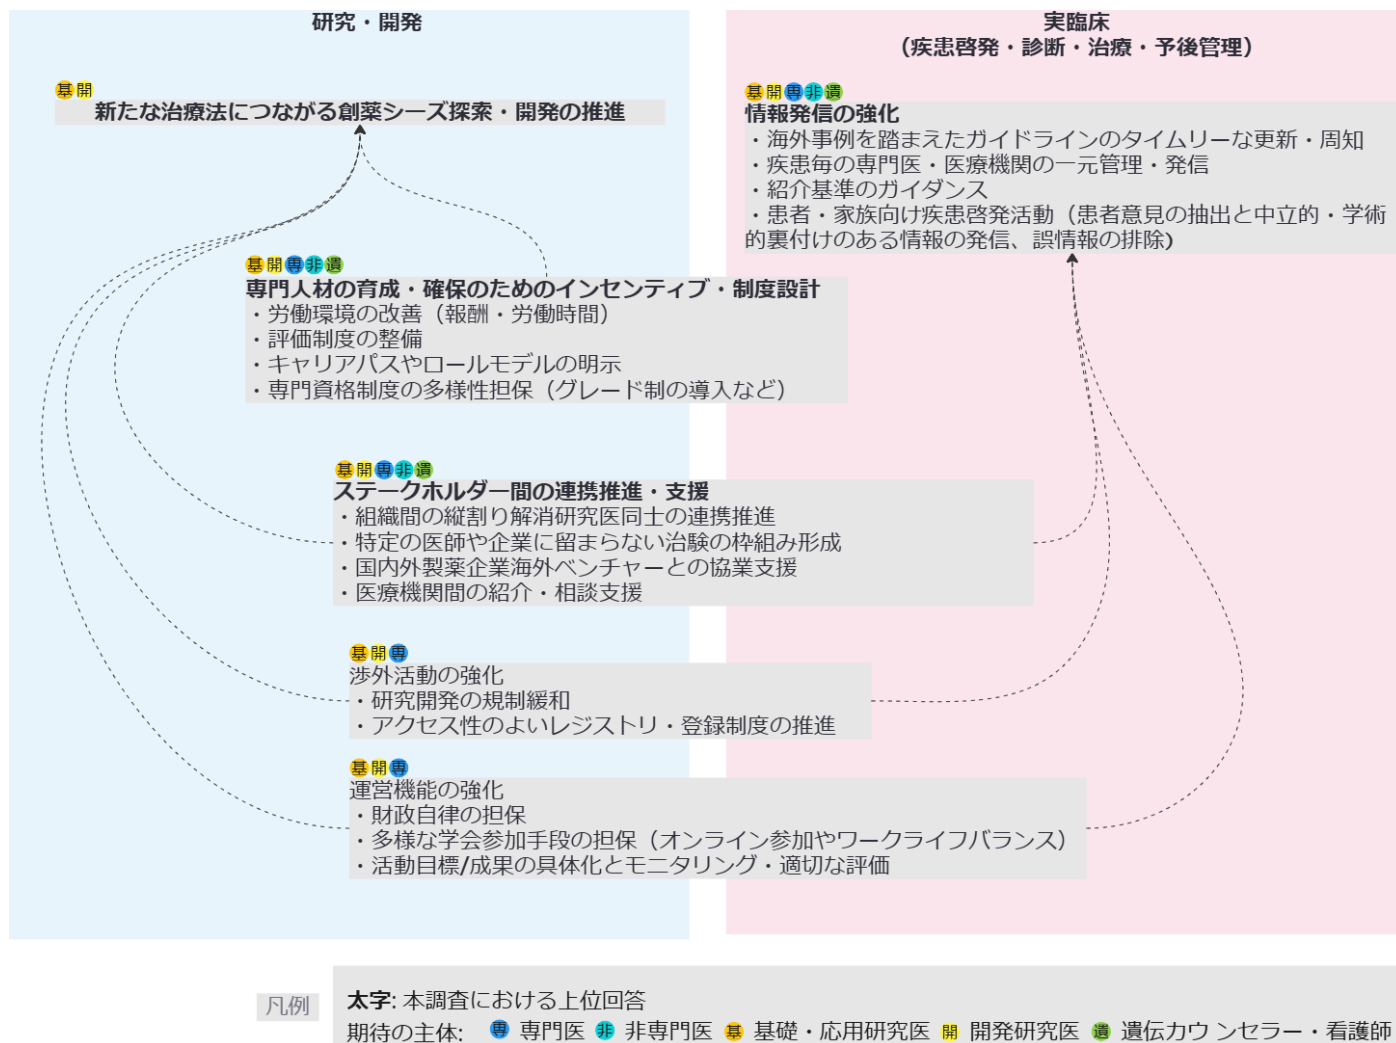 研究・開発
実臨床
（疾患啓発・診断・治療・予後管理）
基開
新たな治療法につながる創薬シーズ探索・開発の推進
基開専非遺
情報発信の強化
・海外事例を踏まえたガイドラインのタイムリーな更新・周知
・疾患毎の専門医・医療機関の一元管理・発信
・紹介基準のガイダンス
・患者・家族向け疾患啓発活動（患者意見の抽出と中立的・学術
的裏付けのある情報の発信、誤情報の排除)
基開専非遺
専門人材の育成・確保のためのインセンティブ・制度設計
・労働環境の改善（報酬・労働時間）
・評価制度の整備
・キャリアパスやロールモデルの明示
・専門資格制度の多様性担保（グレード制の導入など）
基開専非遺
ステークホルダー間の連携推進・支援
・組織間の縦割り解消研究医同士の連携推進
・特定の医師や企業に留まらない治験の枠組み形成
・国内外製薬企業海外ベンチャーとの協業支援
・医療機関間の紹介・相談支援
基開専
渉外活動の強化
・研究開発の規制緩和
・アクセス性のよいレジストリ・登録制度の推進
基開専
運営機能の強化
・財政自律の担保
・多様な学会参加手段の担保（オンライン参加やワークライフバランス）
・活動目標/成果の具体化とモニタリング・適切な評価
凡例
太字: 本調査における上位回答
期待の主体: 専 専門医 非 非専門医 基 基礎・応用研究医 開 開発研究医 遺 遺伝カウンセラー・看護師